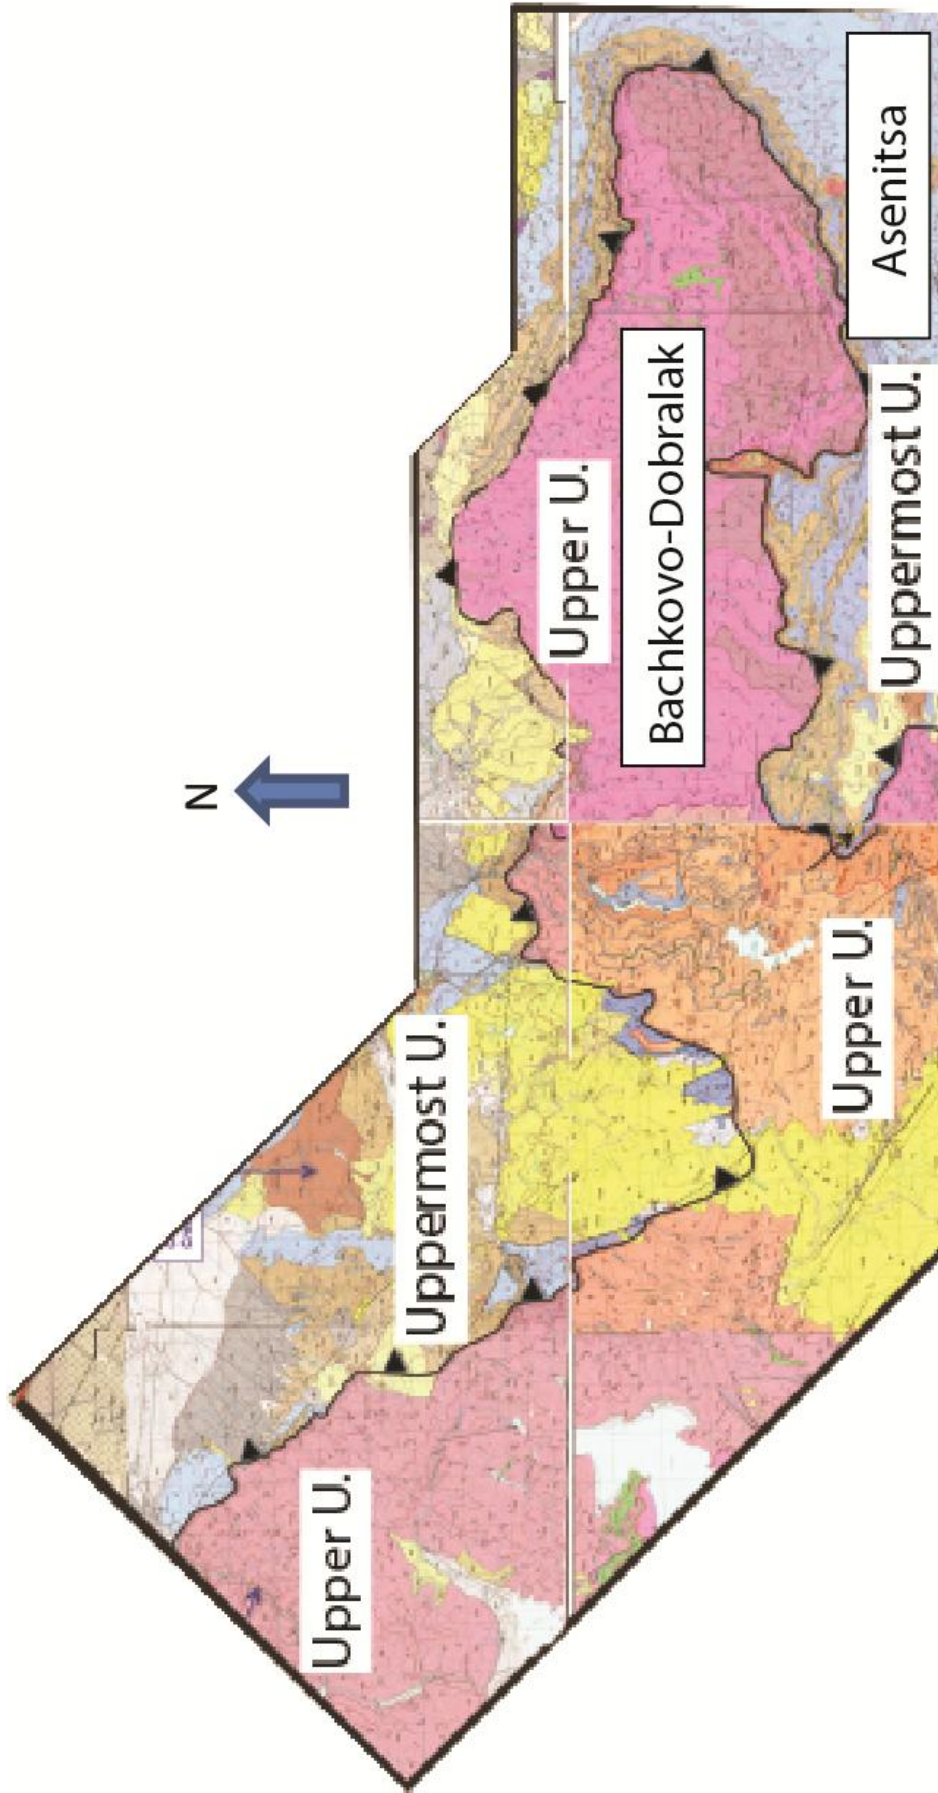 N
Upper U.
Uppermost U.
Upper U.
Bachkovo-Dobralak
Upper U.
Uppermost U.
Asenitsa